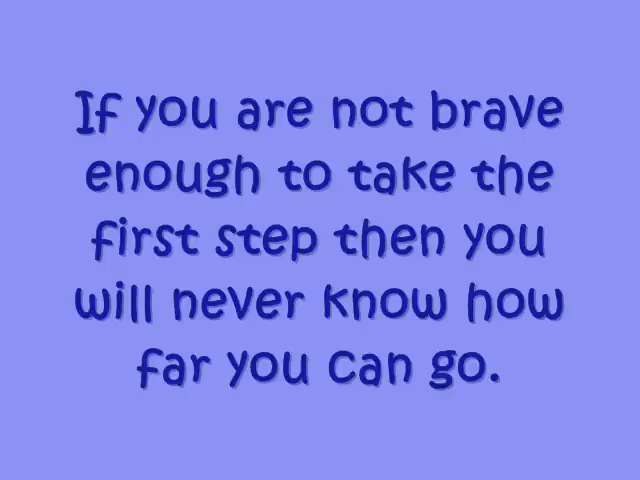 If you are not brave
enough to take the
first step then you
will never know how
far you can go.